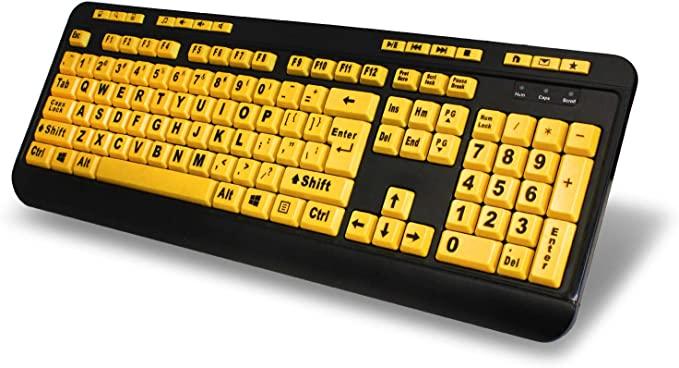 Esc F1 F2 F3 F4 F5 F6 F7 F8 F9 F10 F11 F12 Prnt Scrn Scrl Lock Pause Break
Num Caps Scroll
1 2 3 4 5 6 7 8 9 0 - = Ins Hm PG Num Lock / * -
Tab Q W E R T Y U I O P [ { ] } Enter Del End PG 7 8 9 +
Caps Lock A S D F G H J K L ; : 4 5 6
Shift Z X C V B N M , . / ? Shift 1 2 3 Enter
Ctrl Alt Alt Ctrl 0 . Del